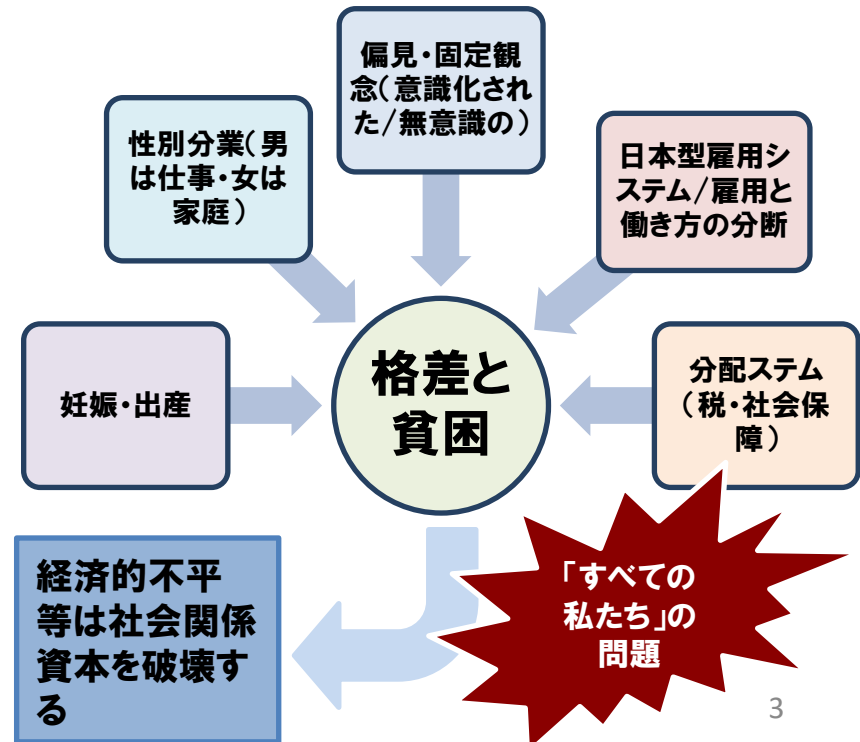 偏見・固定観
念(意識化され
た/無意識の)
性別分業(男
は仕事・女は
家庭)
日本型雇用シ
ステム/雇用と
働き方の分断
妊娠・出産
格差と
貧困
分配ステム
(税・社会保
障)
経済的不平
等は社会関係
資本を破壊す
る
「すべての
私たち」の
問題
3